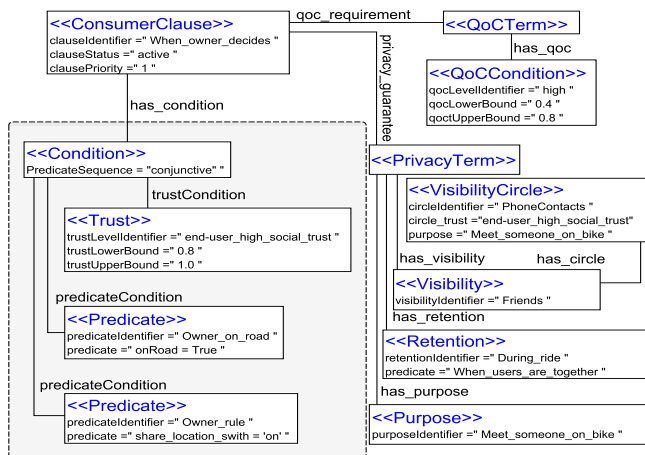 <<ConsumerClause>>
clauseIdentifier =" When_owner_decides "
clauseStatus =" active "
clausePriority =" 1 "
qoc_requirement
<<QoCTerm>>
has_qoc
<<QoCCondition>>
qocLevelIdentifier =" high "
qocLowerBound =" 0.4 "
qoctUpperBound =" 0.8 "
privacy_guarantee
has_condition
<<Condition>>
PredicateSequence = "conjunctive" "
trustCondition
<<Trust>>
trustLevelIdentifier =" end-user_high_social_trust "
trustLowerBound =" 0.8 "
trustUpperBound =" 1.0 "
predicateCondition
<<Predicate>>
predicateIdentifier =" Owner_on_road "
predicate =" onRoad = True "
predicateCondition
<<Predicate>>
predicateIdentifier =" Owner_rule "
predicate =" share_location_swith = 'on' "
<<PrivacyTerm>>
<<VisibilityCircle>>
circleIdentifier =" PhoneContacts "
circle_trust ="end-user_high_social_trust"
purpose =" Meet_someone_on_bike "
has_visibility
has_circle
<<Visibility>>
visibilityIdentifier =" Friends "
has_retention
<<Retention>>
retentionIdentifier =" During_ride "
predicate =" When_users_are_together "
has_purpose
<<Purpose>>
purposeIdentifier =" Meet_someone_on_bike "